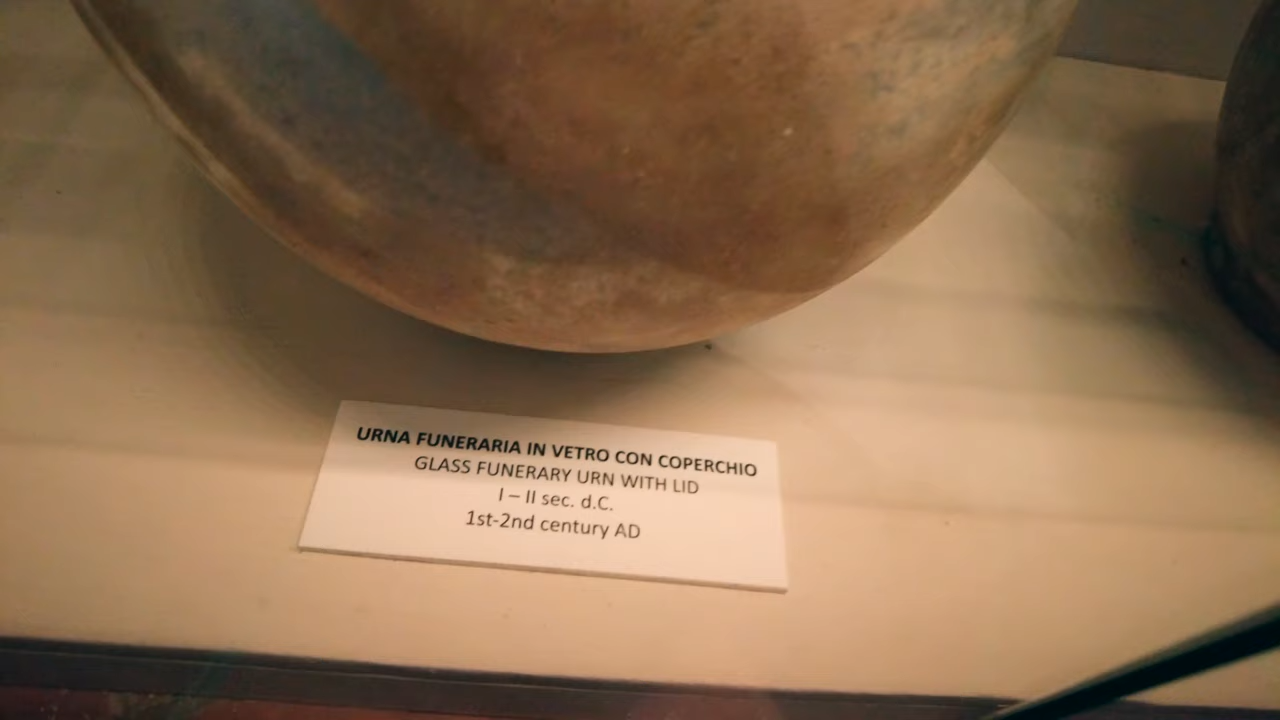 URNA FUNERARIA IN VETRO CON COPERCHIO
GLASS FUNERARY URN WITH LID
I – II sec. d.C.
1st-2nd century AD